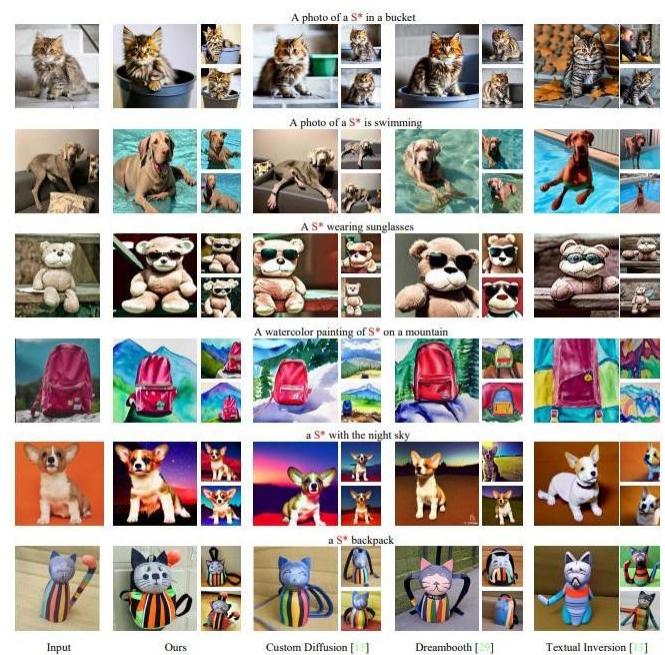 A photo of a S* in a bucket
A photo of a S* is swimming
A S* wearing sunglasses
A watercolor painting of S* on a mountain
a S* with the night sky
a S* backpack
Input Ours Custom Diffusion [15] Dreambooth [29] Textual Inversion [13]